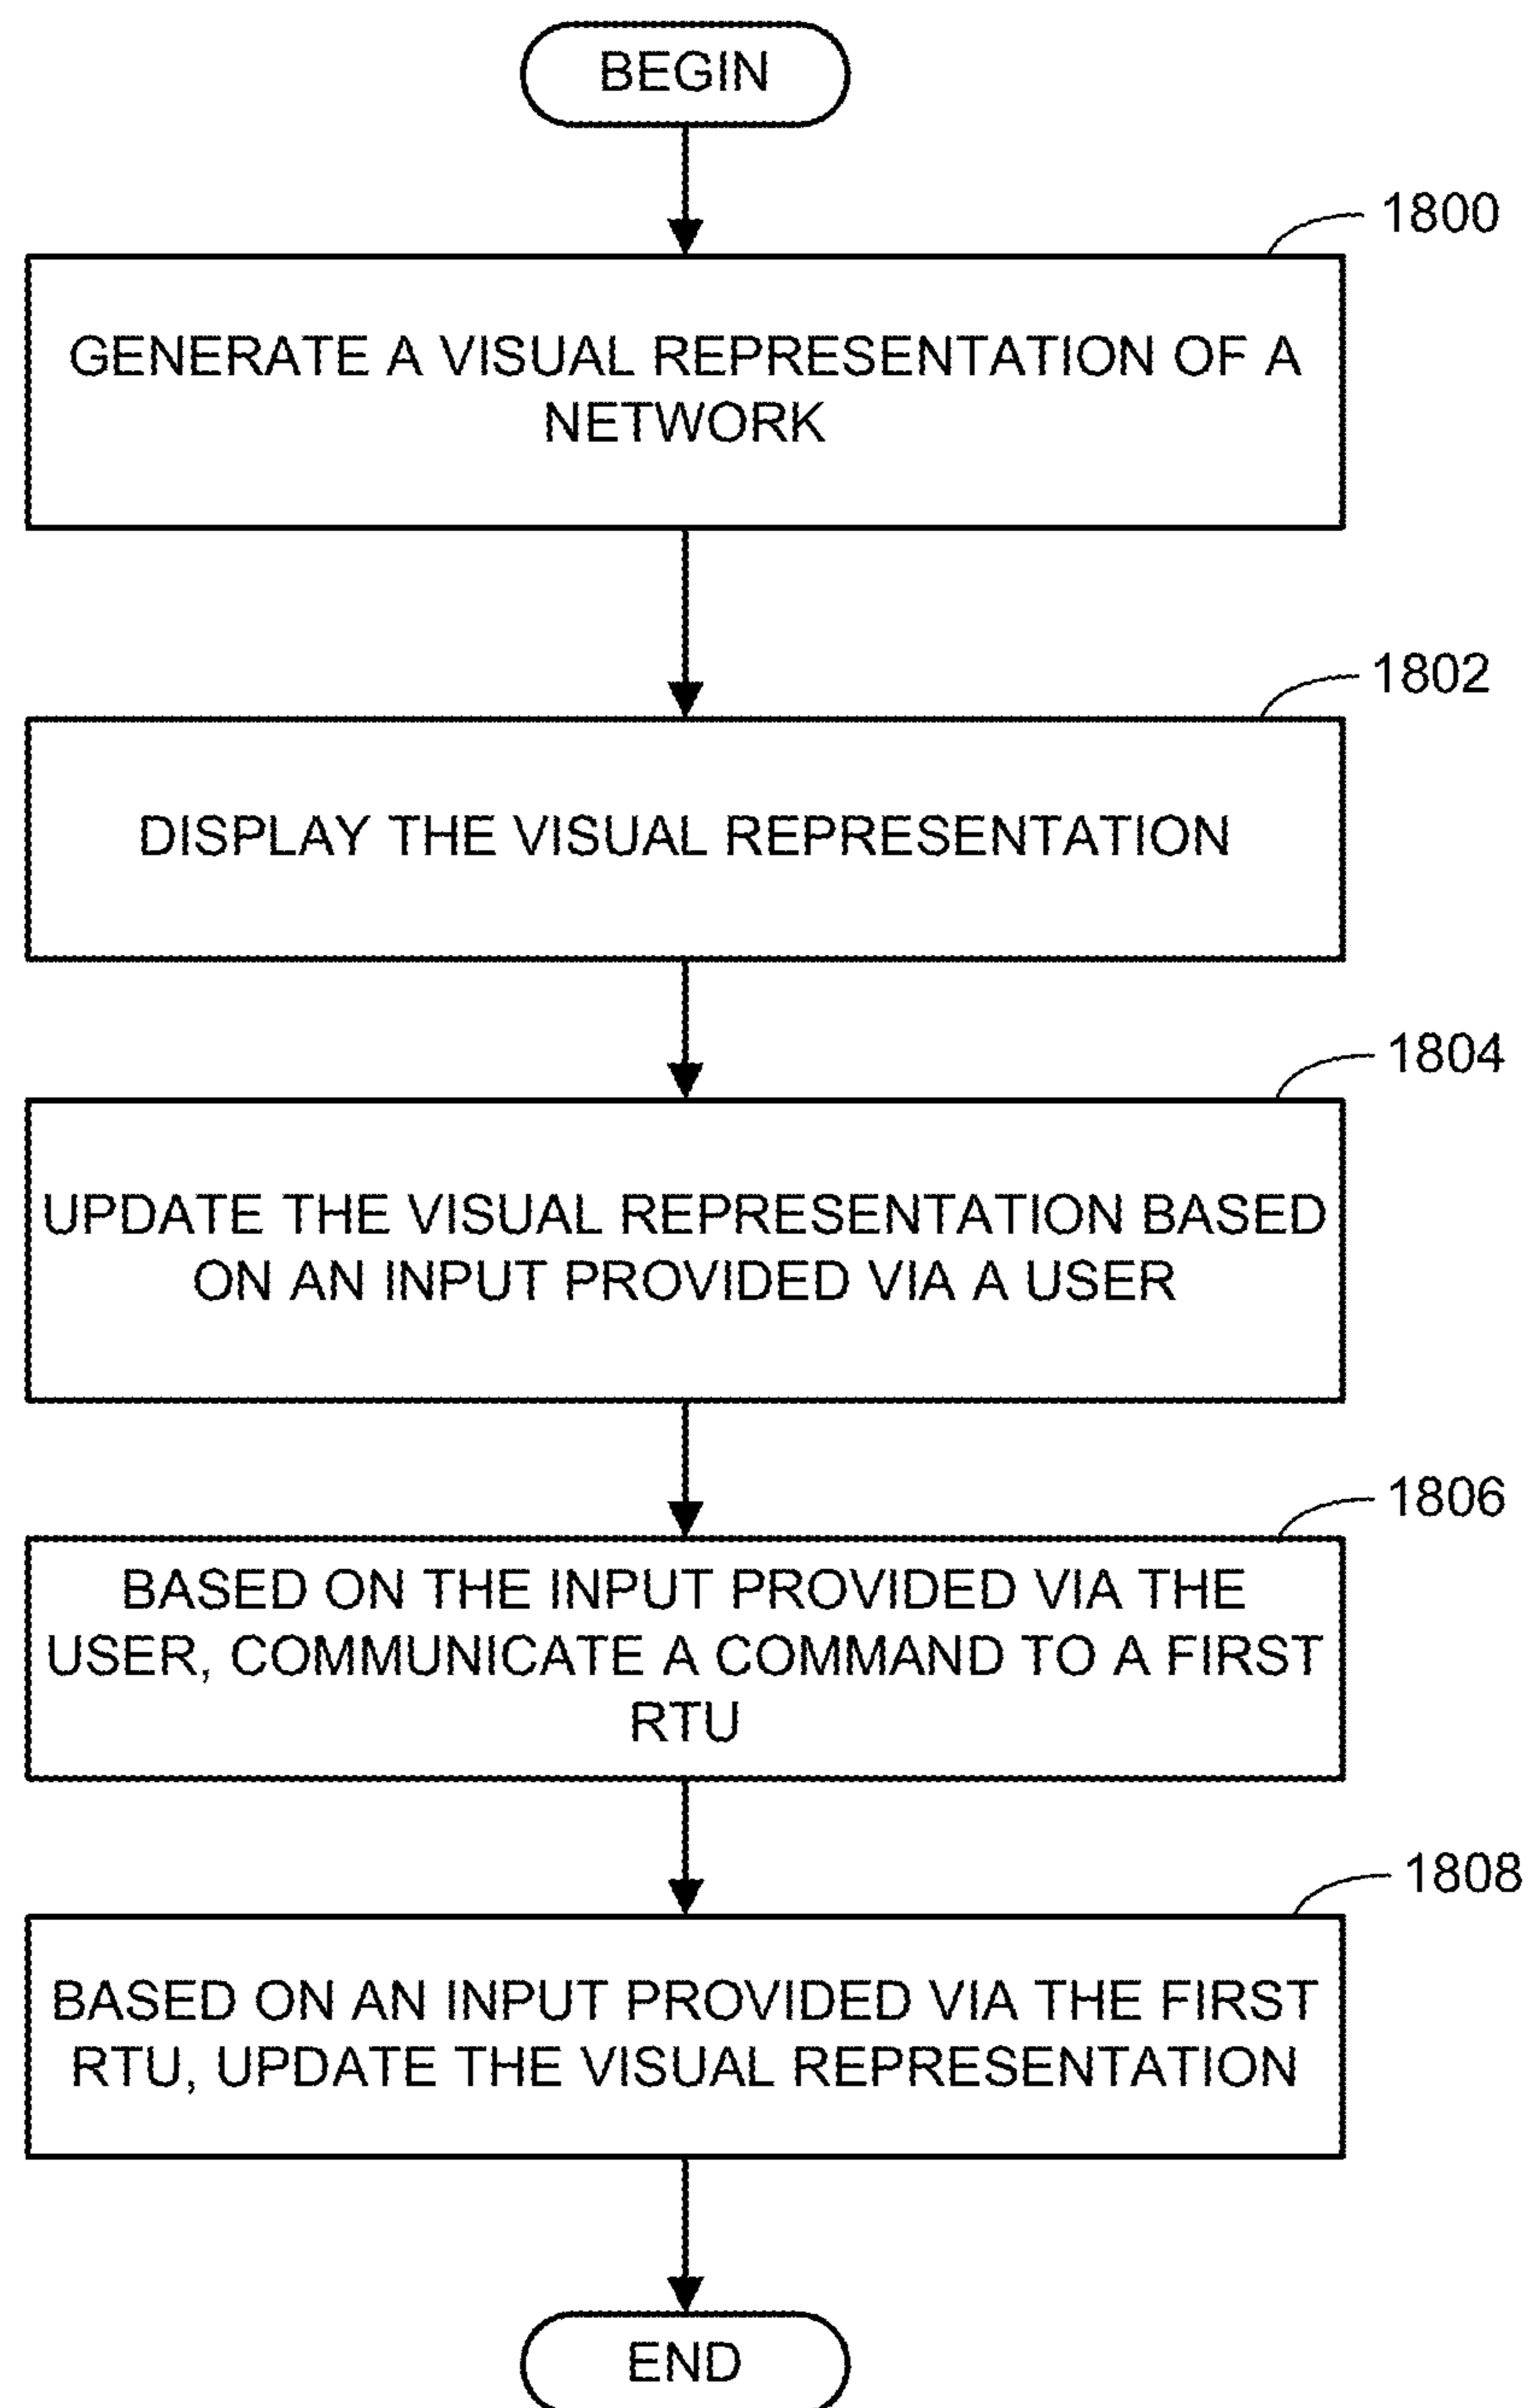 BEGIN
1800
GENERATE A VISUAL REPRESENTATION OF A
NETWORK
1802
DISPLAY THE VISUAL REPRESENTATION
1804
UPDATE THE VISUAL REPRESENTATION BASED
ON AN INPUT PROVIDED VIA A USER
1806
BASED ON THE INPUT PROVIDED VIA THE
USER, COMMUNICATE A COMMAND TO A FIRST
RTU
1808
BASED ON AN INPUT PROVIDED VIA THE FIRST
RTU, UPDATE THE VISUAL REPRESENTATION
END